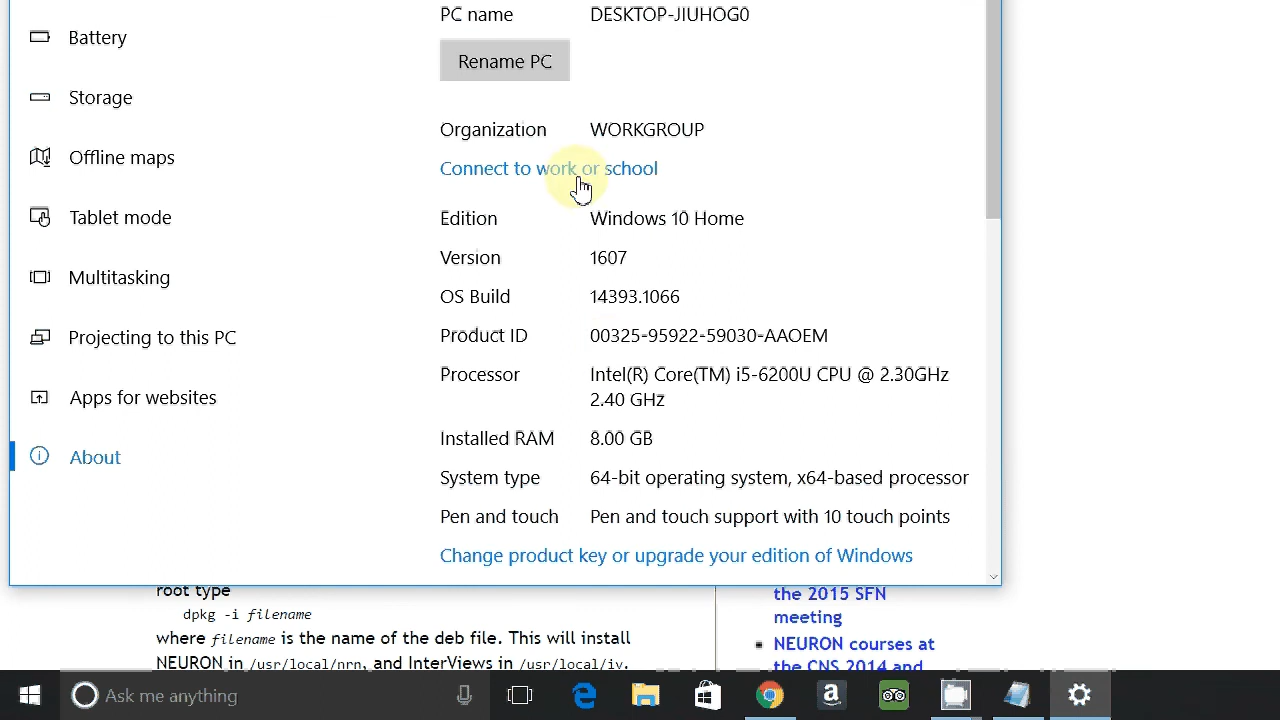 PC name DESKTOP-JIUHOG0
Battery
Rename PC
Storage
Organization WORKGROUP
Offline maps
Connect to work or school
Tablet mode
Edition Windows 10 Home
Version 1607
Multitasking
OS Build 14393.1066
Projecting to this PC
Product ID 00325-95922-59030-AAOEM
Processor Intel(R) Core(TM) i5-6200U CPU @ 2.30GHz
2.40 GHz
Apps for websites
Installed RAM 8.00 GB
About
System type 64-bit operating system, x64-based processor
Pen and touch Pen and touch support with 10 touch points
Change product key or upgrade your edition of Windows
root type
dpkg -i filename
where filename is the name of the deb file. This will install
NEURON in /usr/local/nrn, and InterViews in /usr/local/iv.
the 2015 SFN
meeting
NEURON courses at
the CNS 2014 and
Ask me anything